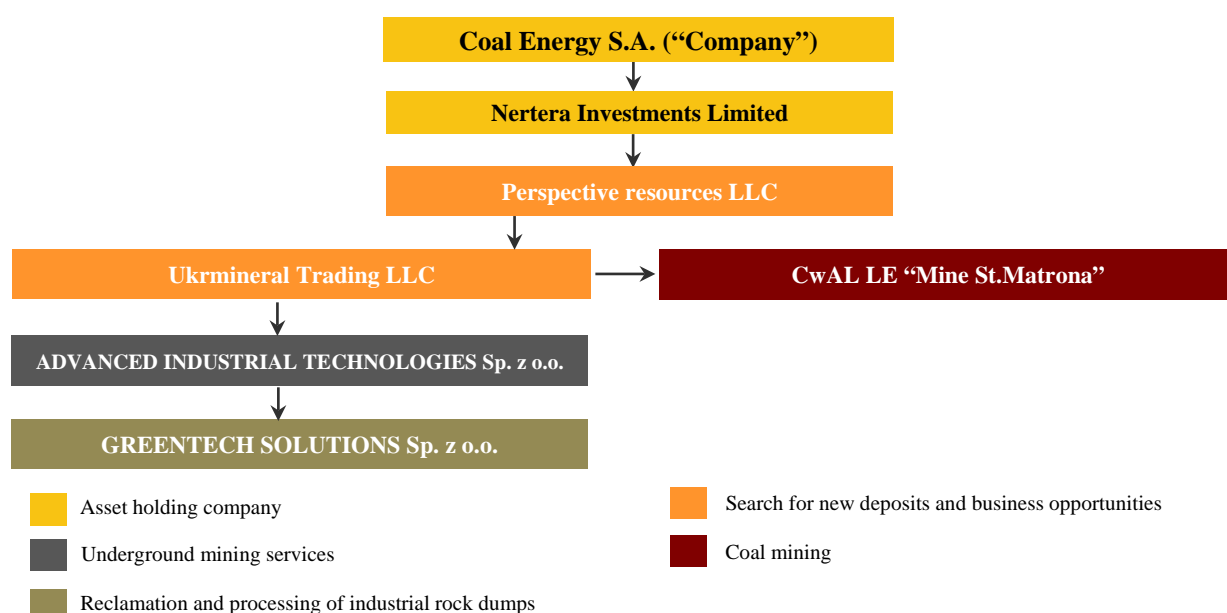 Coal Energy S.A. (“Company”)
Nertera Investments Limited
Perspective resources LLC
Ukrmineral Trading LLC
CwAL LE “Mine St.Matrona”
ADVANCED INDUSTRIAL TECHNOLOGIES Sp. z o.o.
GREENTECH SOLUTIONS Sp. z o.o.
Asset holding company
Search for new deposits and business opportunities
Underground mining services
Coal mining
Reclamation and processing of industrial rock dumps